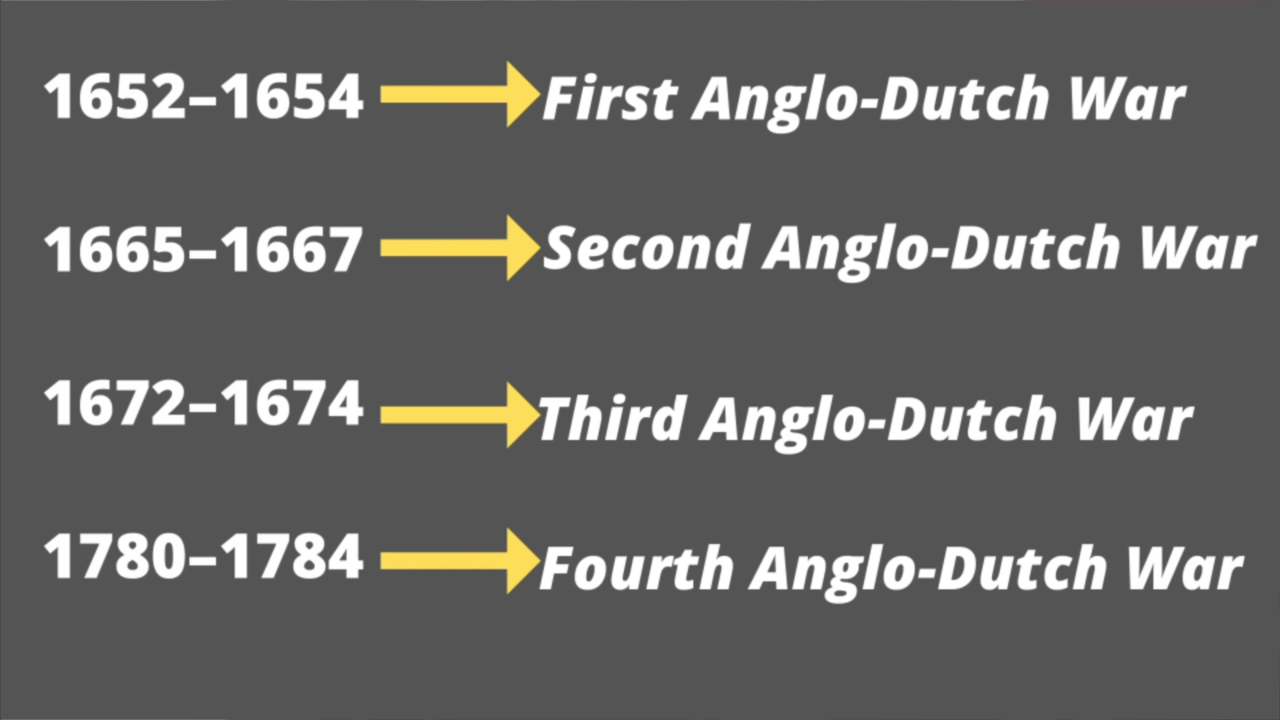 1652–1654 First Anglo-Dutch War
1665–1667 Second Anglo-Dutch War
1672–1674 Third Anglo-Dutch War
1780–1784 Fourth Anglo-Dutch War